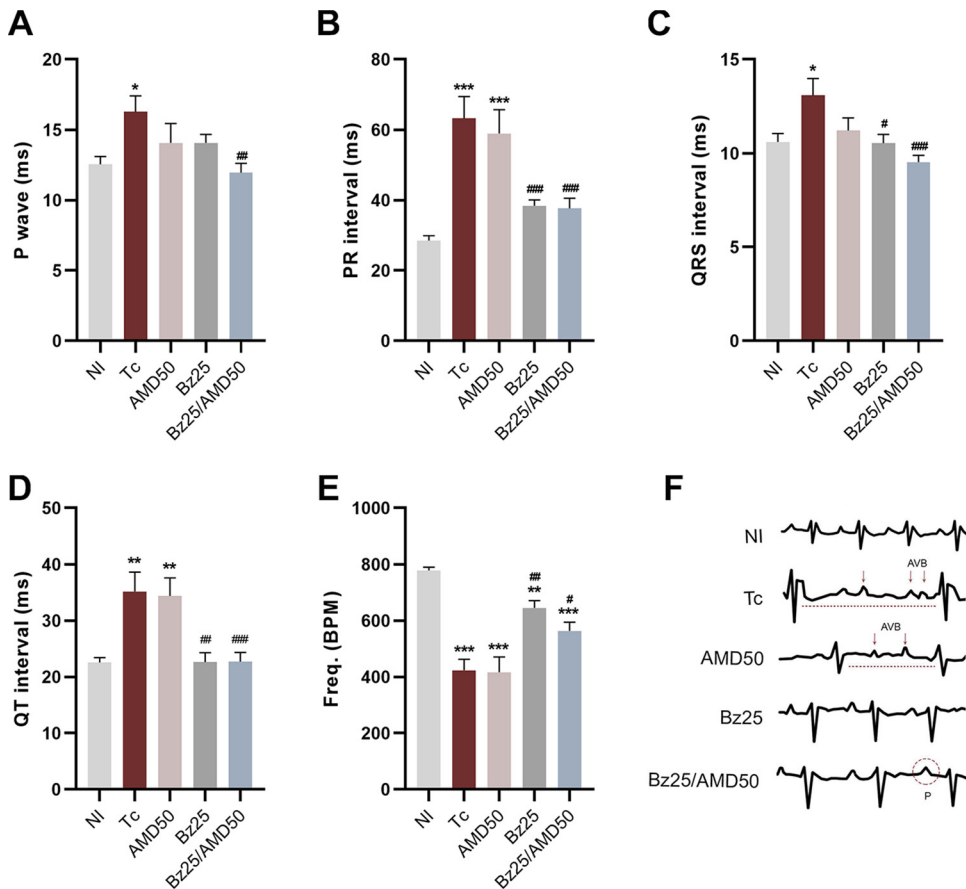 A
P wave (ms)
20
15
10
5
0
*
##
NI
Tc
AMD50
Bz25
Bz25/AMD50
B
PR interval (ms)
80
60
40
20
0
***
***
###
###
NI
Tc
AMD50
Bz25
Bz25/AMD50
C
QRS interval (ms)
15
10
5
0
*
#
###
NI
Tc
AMD50
Bz25
Bz25/AMD50
D
QT interval (ms)
50
40
30
20
10
0
**
**
##
###
NI
Tc
AMD50
Bz25
Bz25/AMD50
E
Freq. (BPM)
1000
800
600
400
200
0
***
***
##
**
#
***
NI
Tc
AMD50
Bz25
Bz25/AMD50
F
NI
Tc
AVB
AMD50
AVB
Bz25
Bz25/AMD50
P